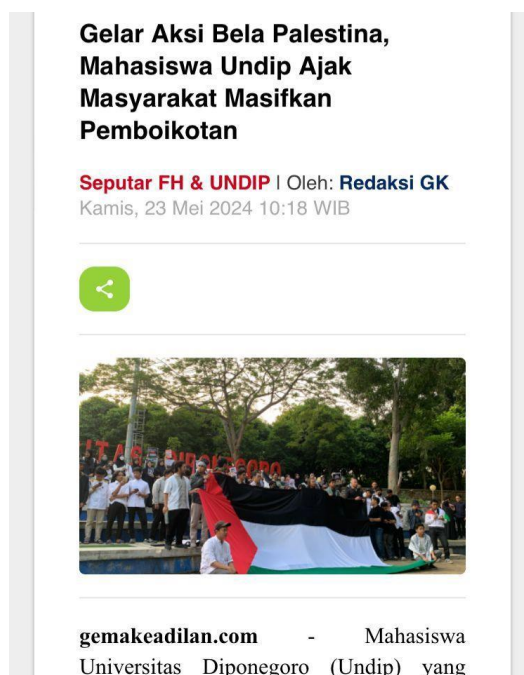 Gelar Aksi Bela Palestina,
Mahasiswa Undip Ajak
Masyarakat Masifkan
Pemboikotan
Seputar FH & UNDIP | Oleh: Redaksi GK
Kamis, 23 Mei 2024 10:18 WIB
gemakeadilan.com - Mahasiswa
Universitas Diponegoro (Undip) yang